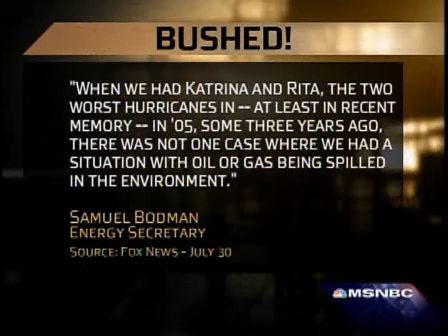 BUSHED!
"WHEN WE HAD KATRINA AND RITA, THE TWO
WORST HURRICANES IN -- AT LEAST IN RECENT
MEMORY -- IN '05, SOME THREE YEARS AGO,
THERE WAS NOT ONE CASE WHERE WE HAD A
SITUATION WITH OIL OR GAS BEING SPILLED
IN THE ENVIRONMENT."
SAMUEL BODMAN
ENERGY SECRETARY
SOURCE: FOX NEWS - JULY 30
MSNBC